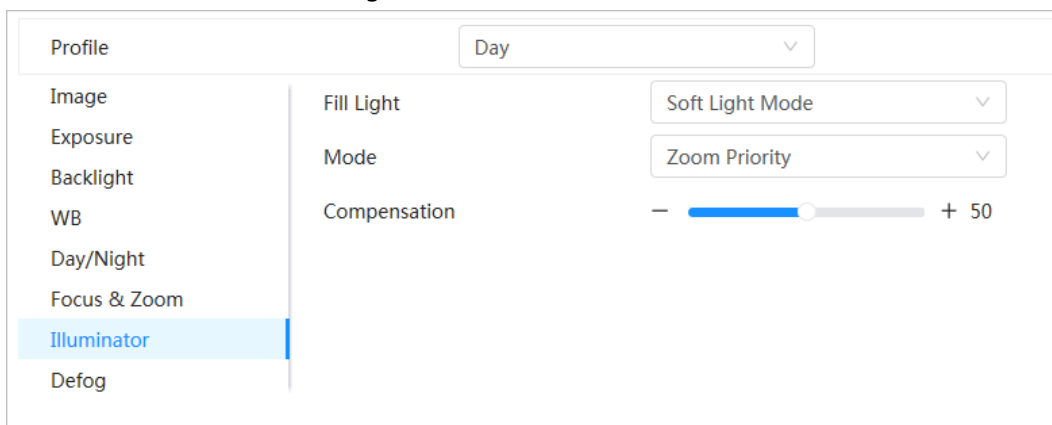 Profile Day
Image
Fill Light Soft Light Mode
Exposure
Mode Zoom Priority
Backlight
WB
Compensation − + 50
Day/Night
Focus & Zoom
Illuminator
Defog